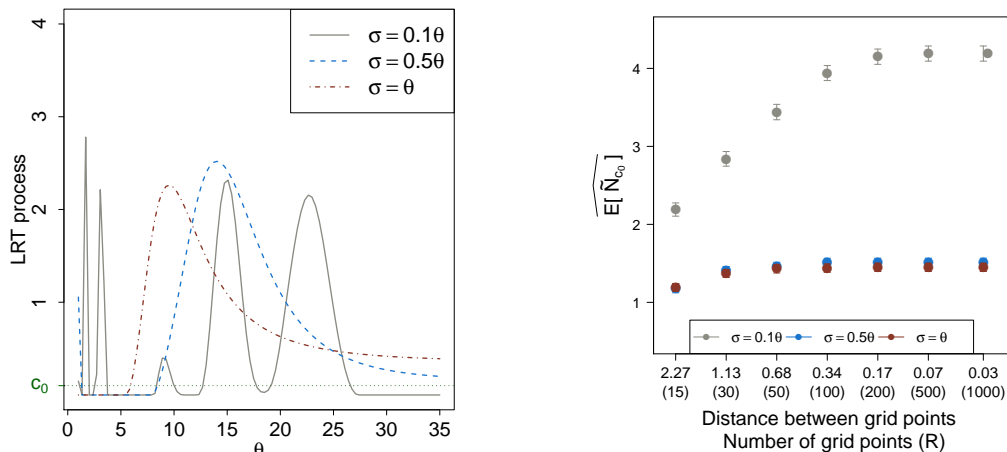 4
3
2
1
c₀
LRT process
0
5
10
15
20
25
30
35
θ
σ = 0.1θ
σ = 0.5θ
σ = θ
4
3
2
1
E[ Ñc₀ ]
σ = 0.1θ σ = 0.5θ σ = θ
2.27 1.13 0.68 0.34 0.17 0.07 0.03
(15) (30) (50) (100) (200) (500) (1000)
Distance between grid points
Number of grid points (R)